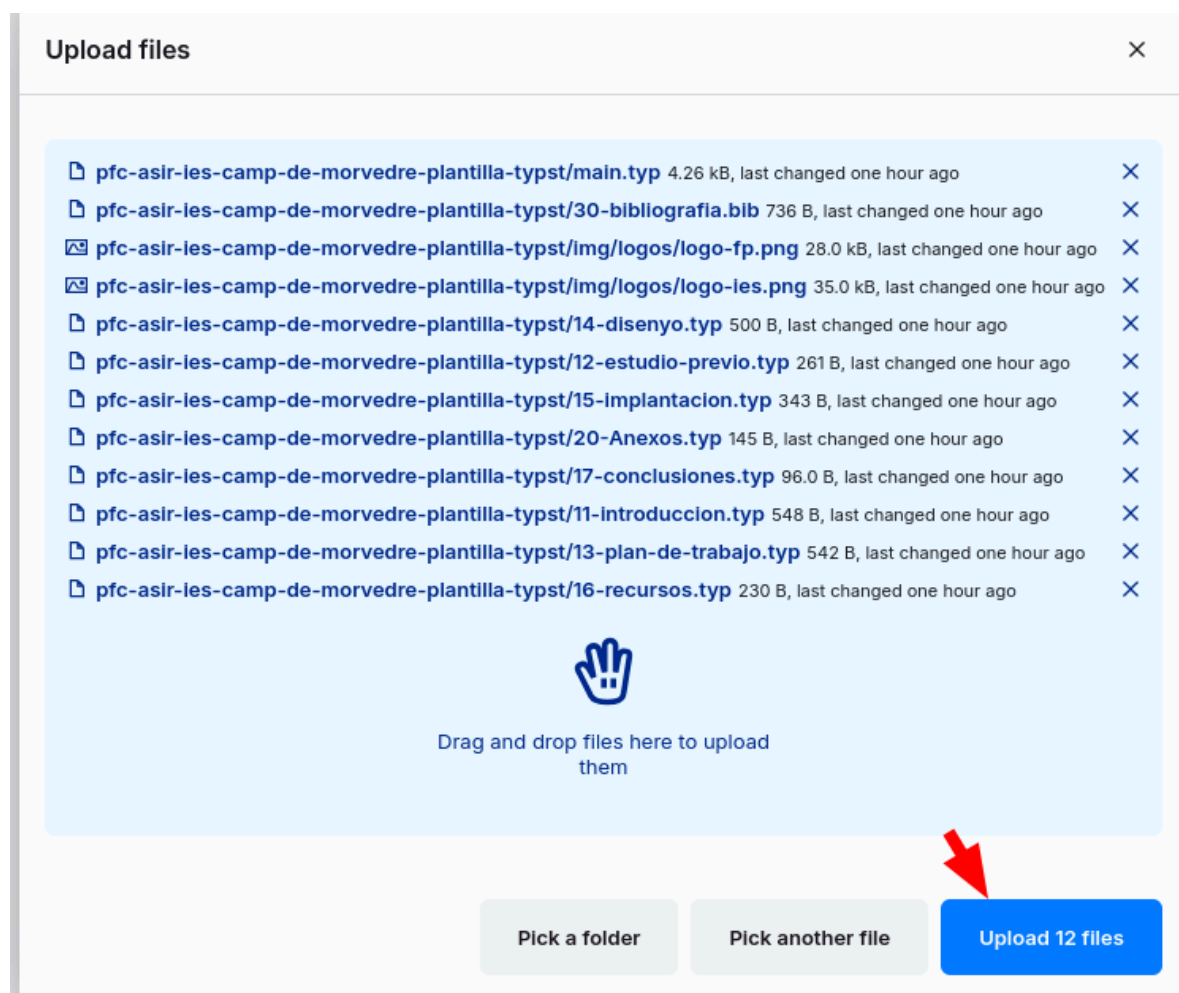 Upload files
pfc-asir-ies-camp-de-morvedre-plantilla-typst/main.typ 4.26 kB, last changed one hour ago
pfc-asir-ies-camp-de-morvedre-plantilla-typst/30-bibliografia.bib 736 B, last changed one hour ago
pfc-asir-ies-camp-de-morvedre-plantilla-typst/img/logos/logo-fp.png 28.0 kB, last changed one hour ago
pfc-asir-ies-camp-de-morvedre-plantilla-typst/img/logos/logo-ies.png 35.0 kB, last changed one hour ago
pfc-asir-ies-camp-de-morvedre-plantilla-typst/14-disenyo.typ 500 B, last changed one hour ago
pfc-asir-ies-camp-de-morvedre-plantilla-typst/12-estudio-previo.typ 261 B, last changed one hour ago
pfc-asir-ies-camp-de-morvedre-plantilla-typst/15-implantacion.typ 343 B, last changed one hour ago
pfc-asir-ies-camp-de-morvedre-plantilla-typst/20-Anexos.typ 145 B, last changed one hour ago
pfc-asir-ies-camp-de-morvedre-plantilla-typst/17-conclusiones.typ 96.0 B, last changed one hour ago
pfc-asir-ies-camp-de-morvedre-plantilla-typst/11-introduccion.typ 548 B, last changed one hour ago
pfc-asir-ies-camp-de-morvedre-plantilla-typst/13-plan-de-trabajo.typ 542 B, last changed one hour ago
pfc-asir-ies-camp-de-morvedre-plantilla-typst/16-recursos.typ 230 B, last changed one hour ago
Drag and drop files here to upload
them
Pick a folder
Pick another file
Upload 12 files